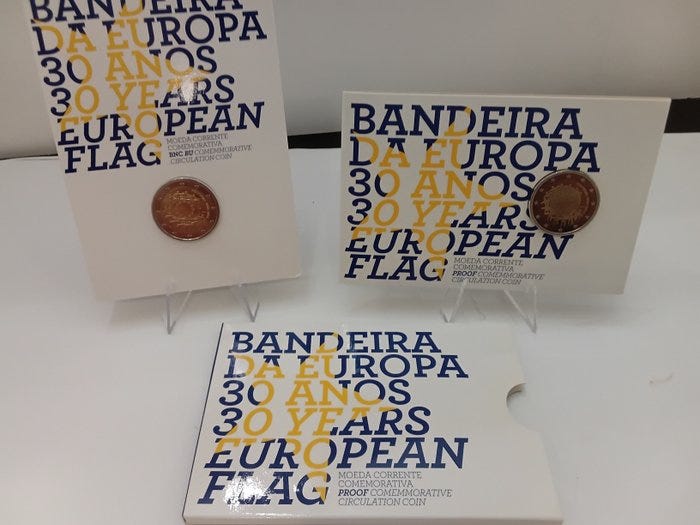 BANDEIRA
DA EUROPA
30 ANOS
30 YEARS
EUROPEAN
FLAG
MOEDA CORRENTE
COMEMORATIVA
BNC BU COMMEMORATIVE
CIRCULATION COIN
BANDEIRA
DA EUROPA
30 ANOS
30 YEARS
EUROPEAN
FLAG
MOEDA CORRENTE
COMEMORATIVA
PROOF COMEMMORATIVE
CIRCULATION COIN
BANDEIRA
DA EUROPA
30 ANOS
30 YEARS
EUROPEAN
FLAG
MOEDA CORRENTE
COMEMORATIVA
PROOF COMEMMORATIVE
CIRCULATION COIN